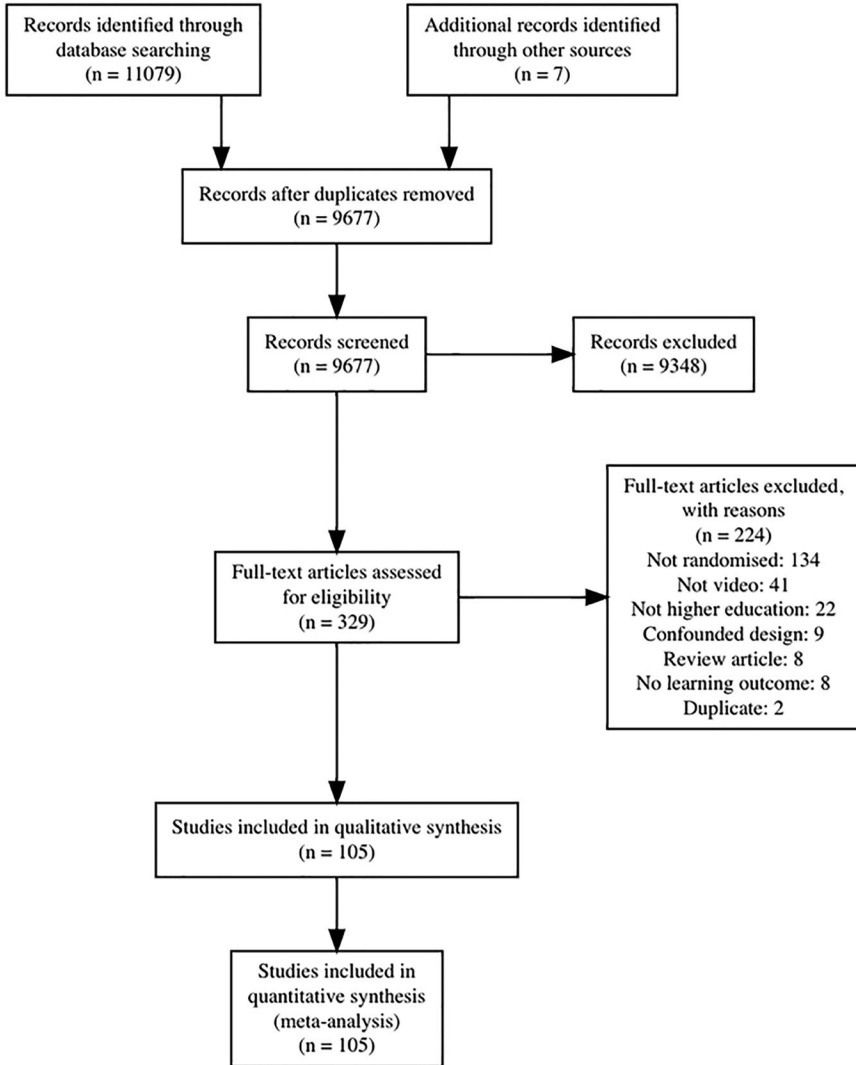 Records identified through
database searching
(n = 11079)
Additional records identified
through other sources
(n = 7)
Records after duplicates removed
(n = 9677)
Records screened
(n = 9677)
Records excluded
(n = 9348)
Full-text articles assessed
for eligibility
(n = 329)
Full-text articles excluded,
with reasons
(n = 224)
Not randomised: 134
Not video: 41
Not higher education: 22
Confounded design: 9
Review article: 8
No learning outcome: 8
Duplicate: 2
Studies included in qualitative synthesis
(n = 105)
Studies included in
quantitative synthesis
(meta-analysis)
(n = 105)